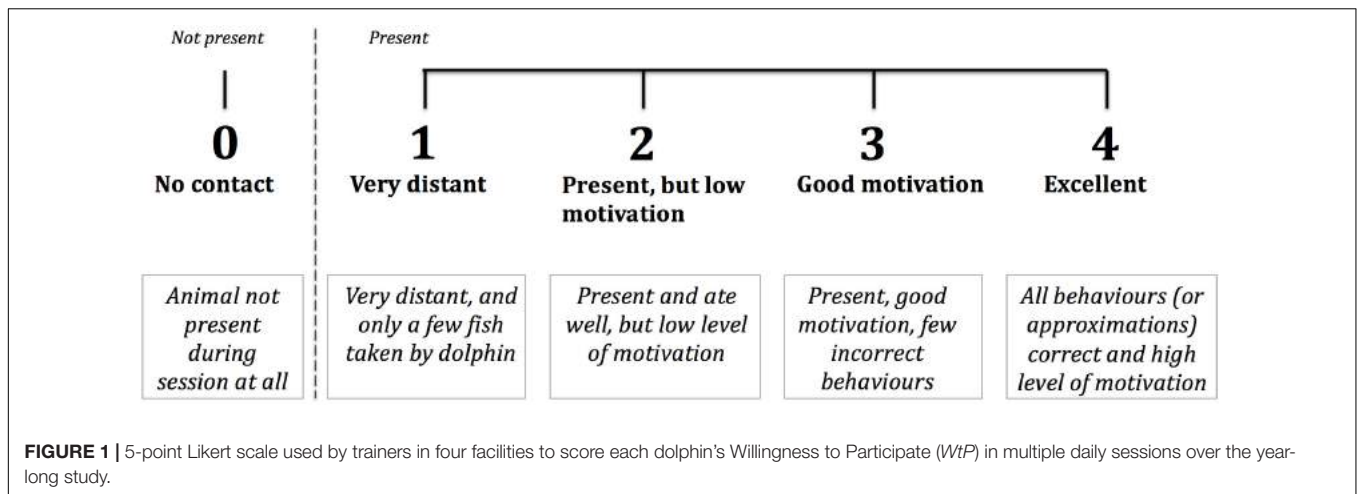 Not present
Present
0
1
2
3
4
No contact
Very distant
Present, but low
motivation
Good motivation
Excellent
Animal not
present
during
session at all
Very distant, and
only a few fish
taken by dolphin
Present and ate
well, but low level
of motivation
Present, good
motivation, few
incorrect
behaviours
All behaviours (or
approximations)
correct and high
level of motivation
FIGURE 1 | 5-point Likert scale used by trainers in four facilities to score each dolphin's Willingness to Participate (WtP) in multiple daily sessions over the year-
long study.